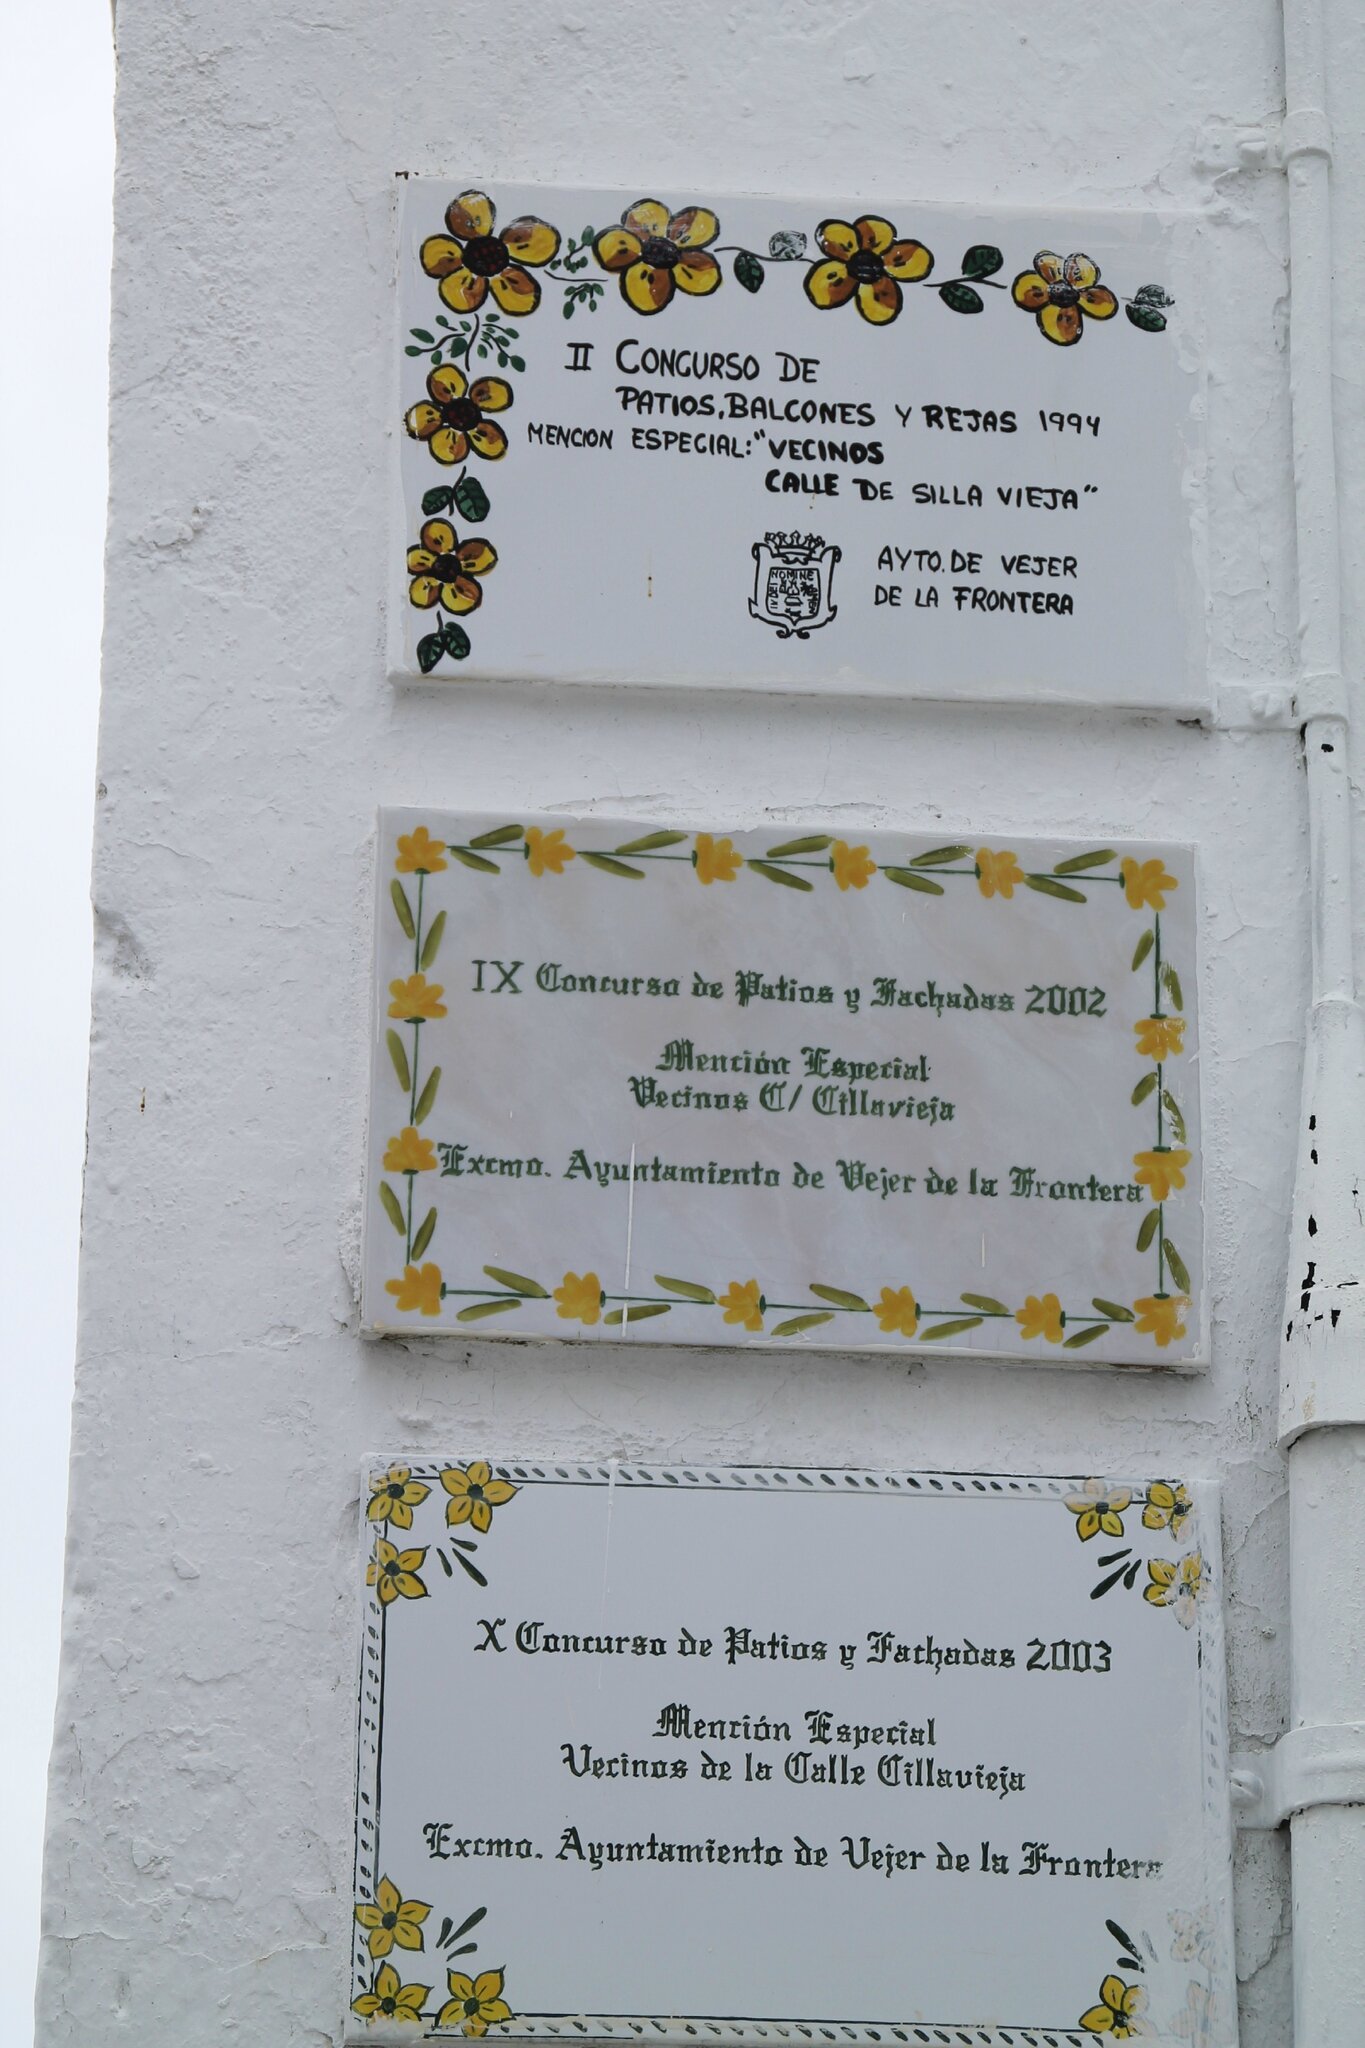 II CONCURSO DE
PATIOS, BALCONES Y REJAS 1994
MENCION ESPECIAL: "VECINOS
CALLE DE SILLA VIEJA"
NOMINE
AYTO. DE VEJER
DE LA FRONTERA
IX Concurso de Patios y Fachadas 2002
Mención Especial
Vecinos C/ Cillavieja
Excmo. Ayuntamiento de Vejer de la Frontera
X Concurso de Patios y Fachadas 2003
Mención Especial
Vecinos de la Calle Cillavieja
Excmo. Ayuntamiento de Vejer de la Frontera